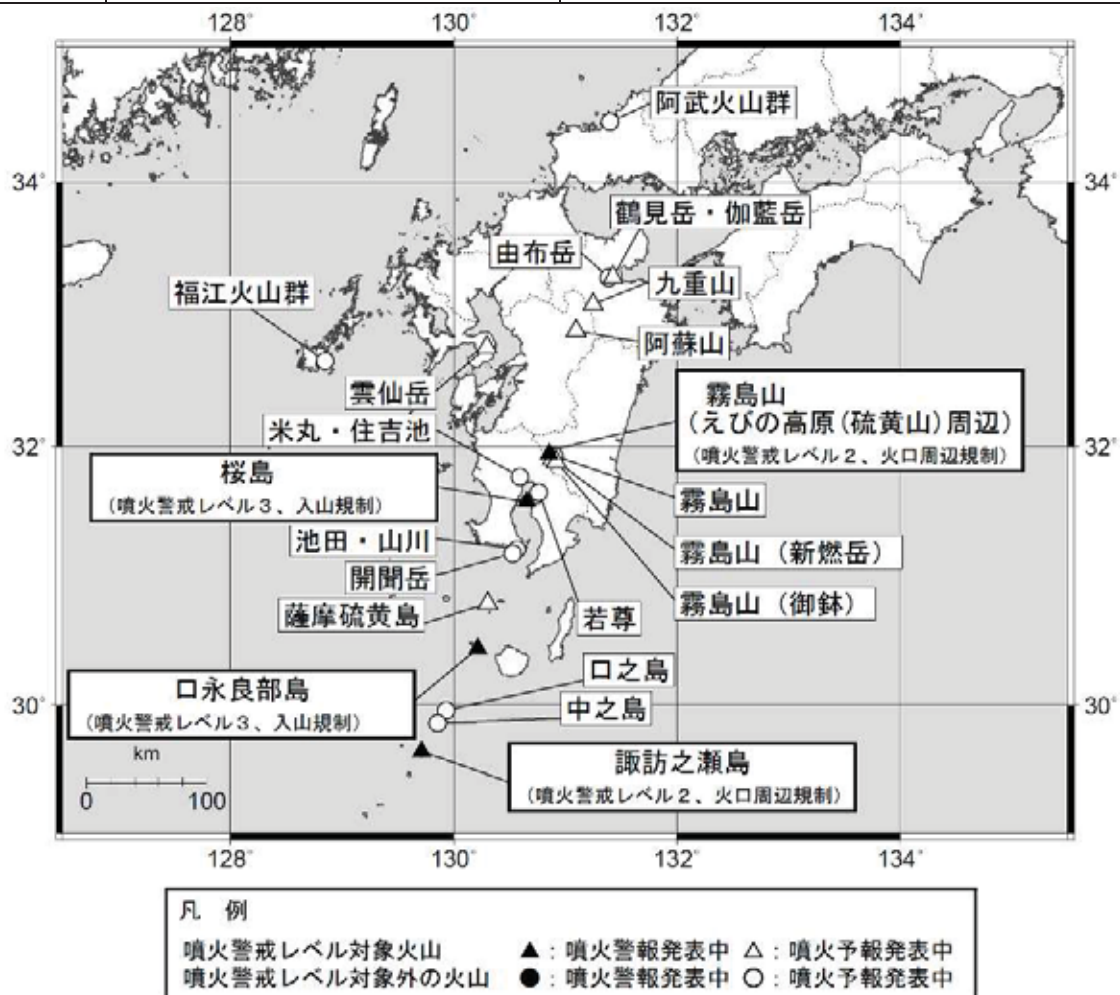 128°
130°
132°
134°
阿武火山群
34°
34°
鶴見岳・伽藍岳
由布岳
九重山
福江火山群
阿蘇山
雲仙岳
霧島山
(えびの高原(硫黄山)周辺)
(噴火警戒レベル2、火口周辺規制)
米丸・住吉池
32°
32°
桜島
(噴火警戒レベル3、入山規制)
霧島山
池田・山川
霧島山(新燃岳)
開聞岳
霧島山(御鉢)
薩摩硫黄島
若尊
口之島
口永良部島
(噴火警戒レベル3、入山規制)
30°
30°
中之島
km
0
100
諏訪之瀬島
(噴火警戒レベル2、火口周辺規制)
128°
130°
132°
134°
凡 例
噴火警戒レベル対象火山 ▲:噴火警報発表中 △:噴火予報発表中
噴火警戒レベル対象外の火山 ●:噴火警報発表中 ○:噴火予報発表中